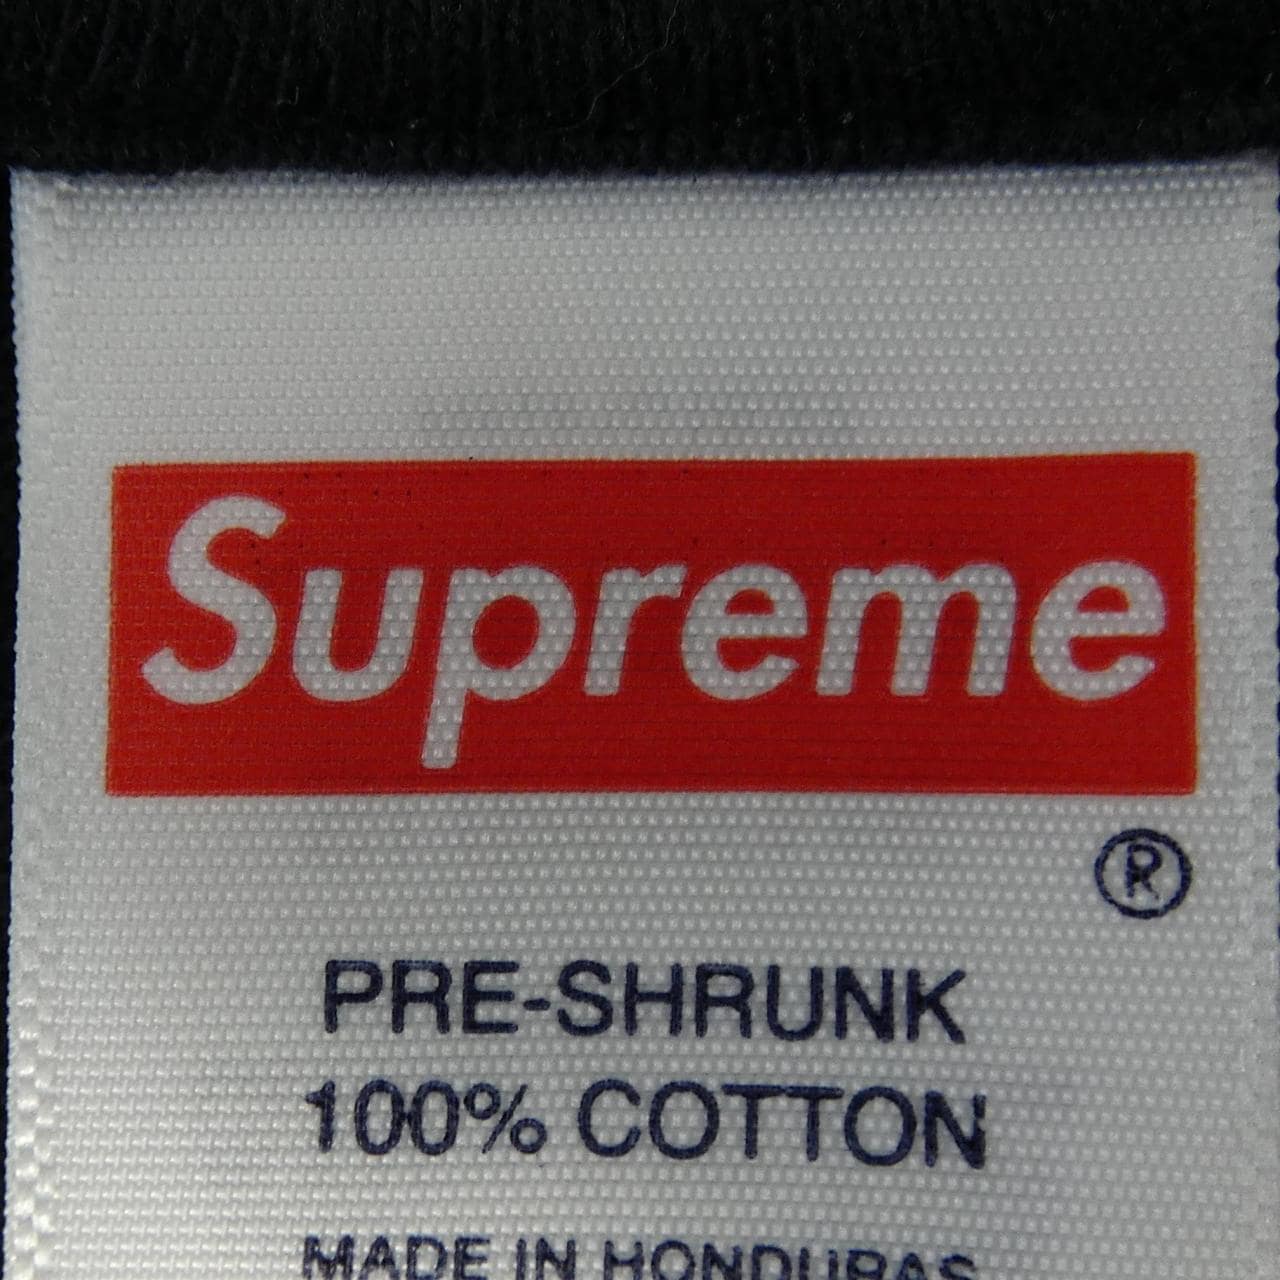 Supreme
®
PRE-SHRUNK
100% COTTON
MADE IN HONDURAS